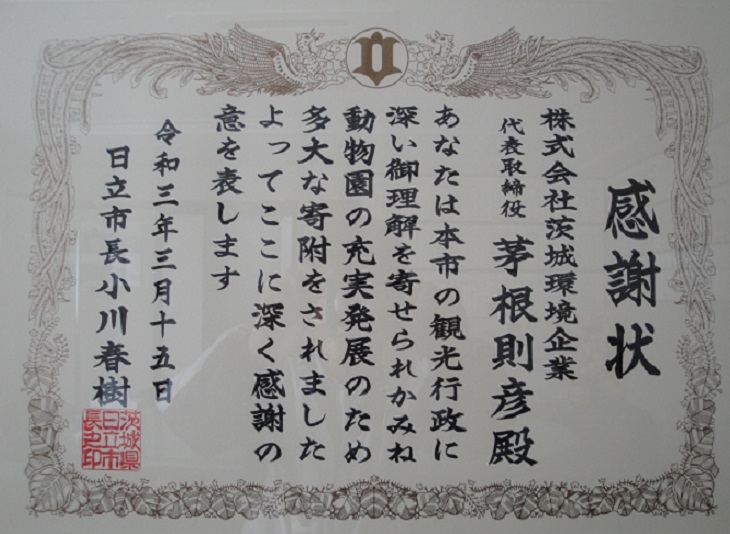 感謝状
株式会社茨城環境企業
代表取締役 茅根則彦殿
あなたは本市の観光行政に
深い御理解を寄せられかみね
動物園の充実発展のため
多大な寄附をされました
よってここに深く感謝の
意を表します
令和三年三月十五日
日立市長小川春樹
茨城県
日立市
長之印